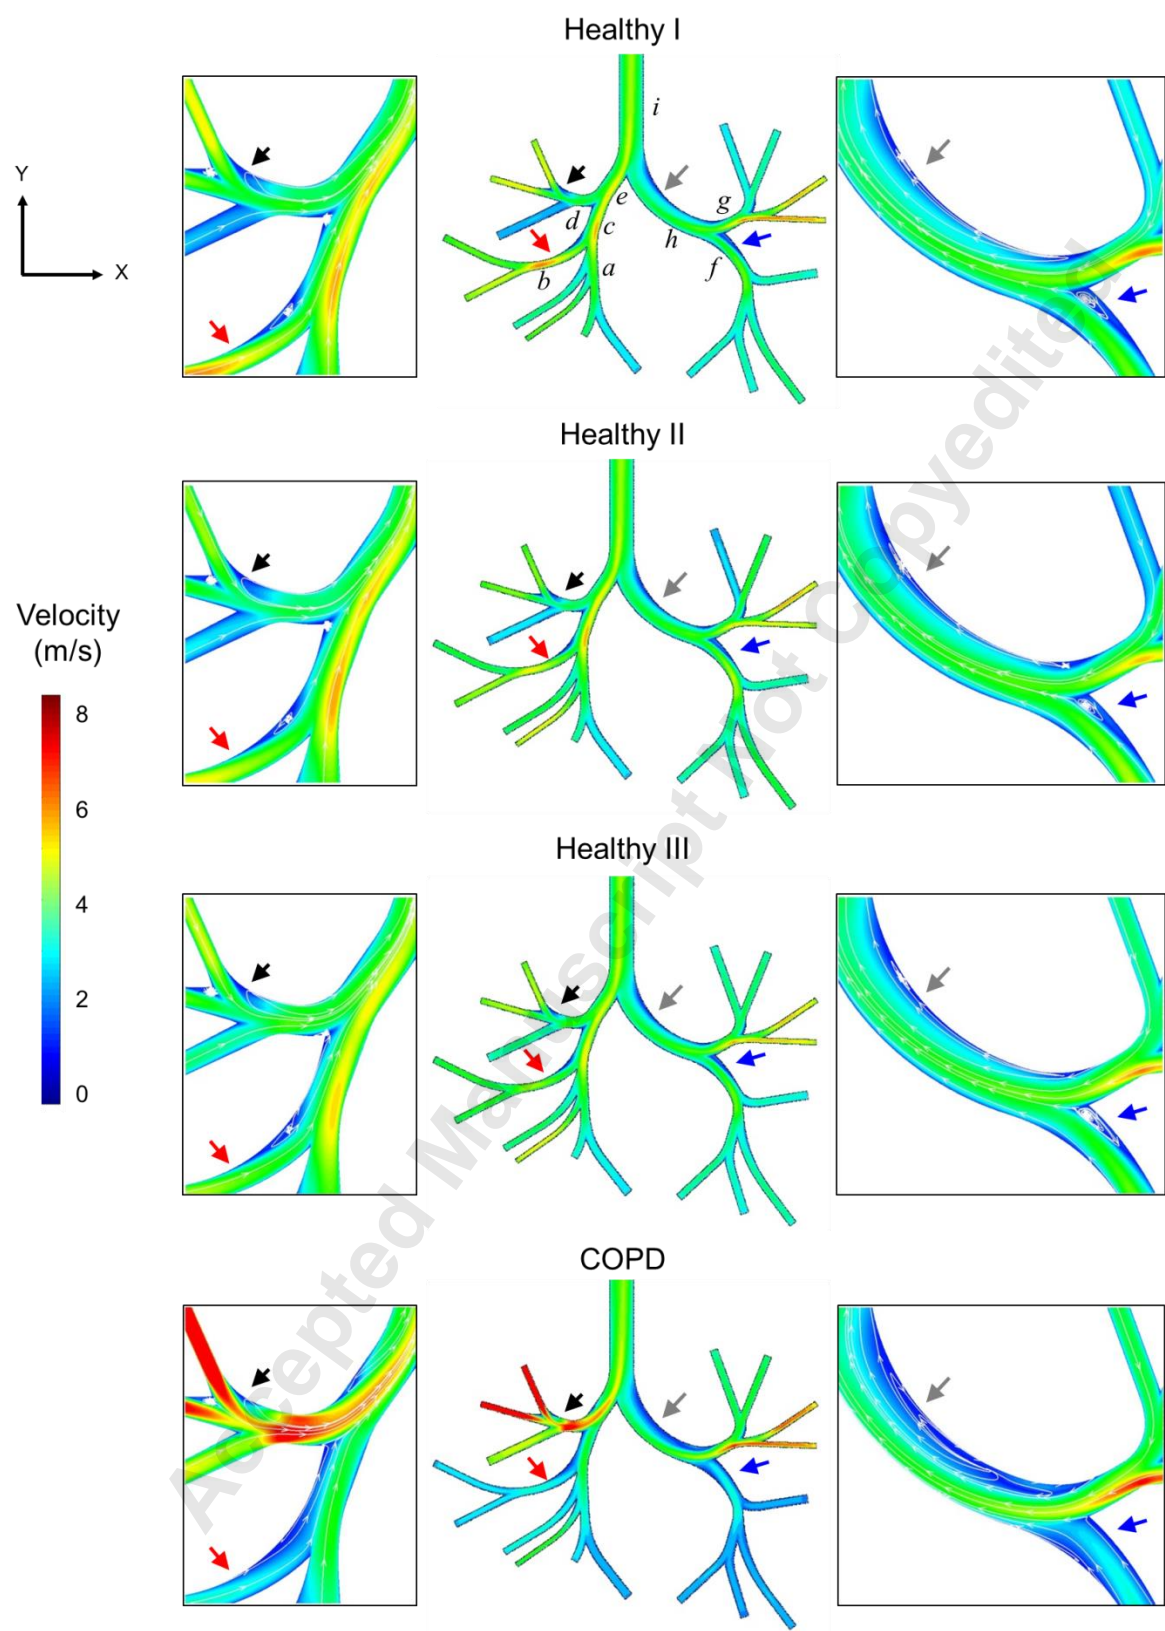 Healthy I
i
Y
X
e
d
c
g
h
a
b
f
Healthy II
Velocity
(m/s)
8
6
4
2
0
Healthy III
COPD
Accepted Manuscript Not Copyedited